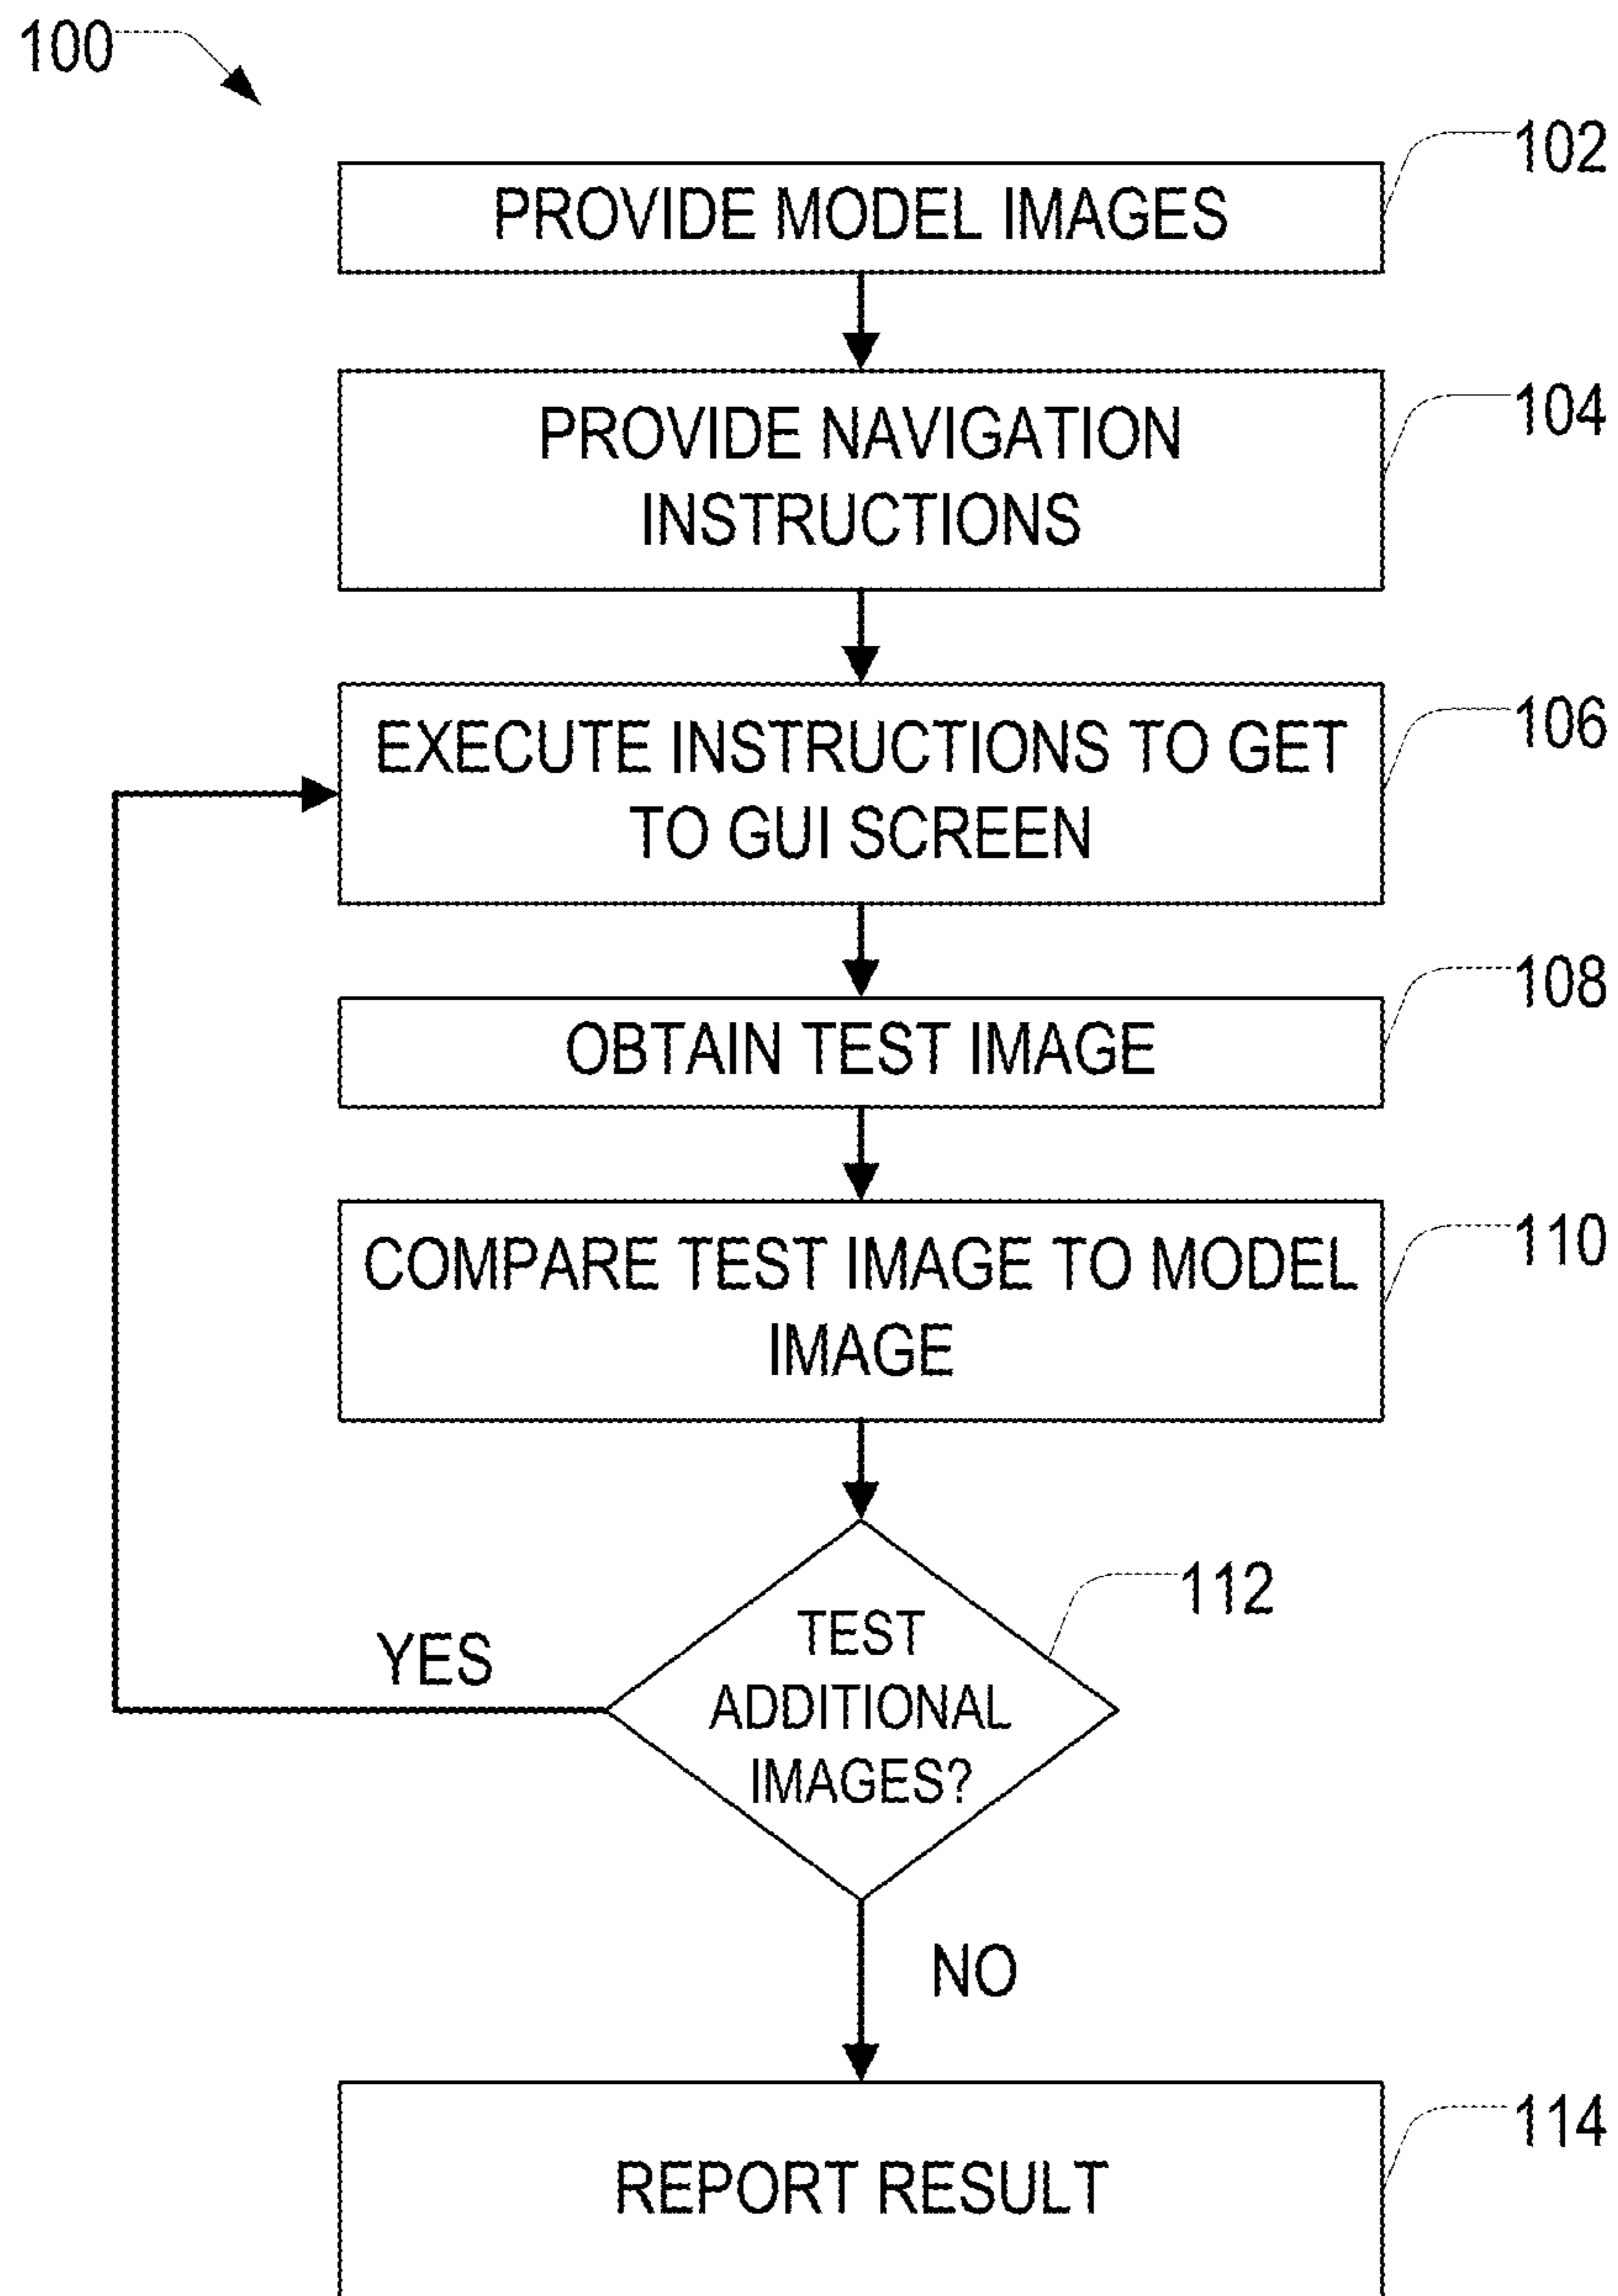 100
102
PROVIDE MODEL IMAGES
104
PROVIDE NAVIGATION
INSTRUCTIONS
106
EXECUTE INSTRUCTIONS TO GET
TO GUI SCREEN
108
OBTAIN TEST IMAGE
110
COMPARE TEST IMAGE TO MODEL
IMAGE
112
TEST
ADDITIONAL
IMAGES?
YES
NO
114
REPORT RESULT